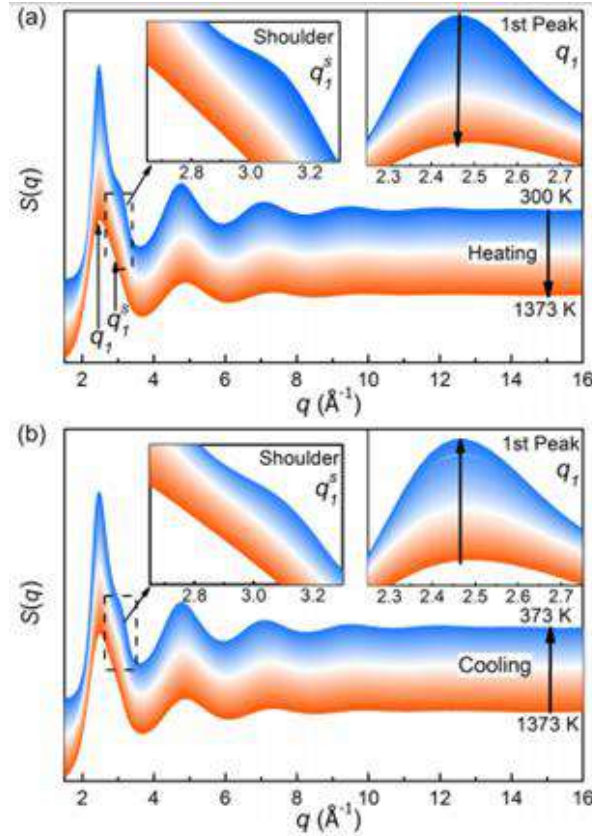 (a)
Shoulder
q₁ˢ
1st Peak
q₁
2.8 3.0 3.2
2.3 2.4 2.5 2.6 2.7
S(q)
300 K
Heating
1373 K
q₁
q₁ˢ
2 4 6 8 10 12 14 16
q (Å⁻¹)
(b)
Shoulder
q₁ˢ
1st Peak
q₁
2.8 3.0 3.2
2.3 2.4 2.5 2.6 2.7
S(q)
373 K
Cooling
1373 K
2 4 6 8 10 12 14 16
q (Å⁻¹)